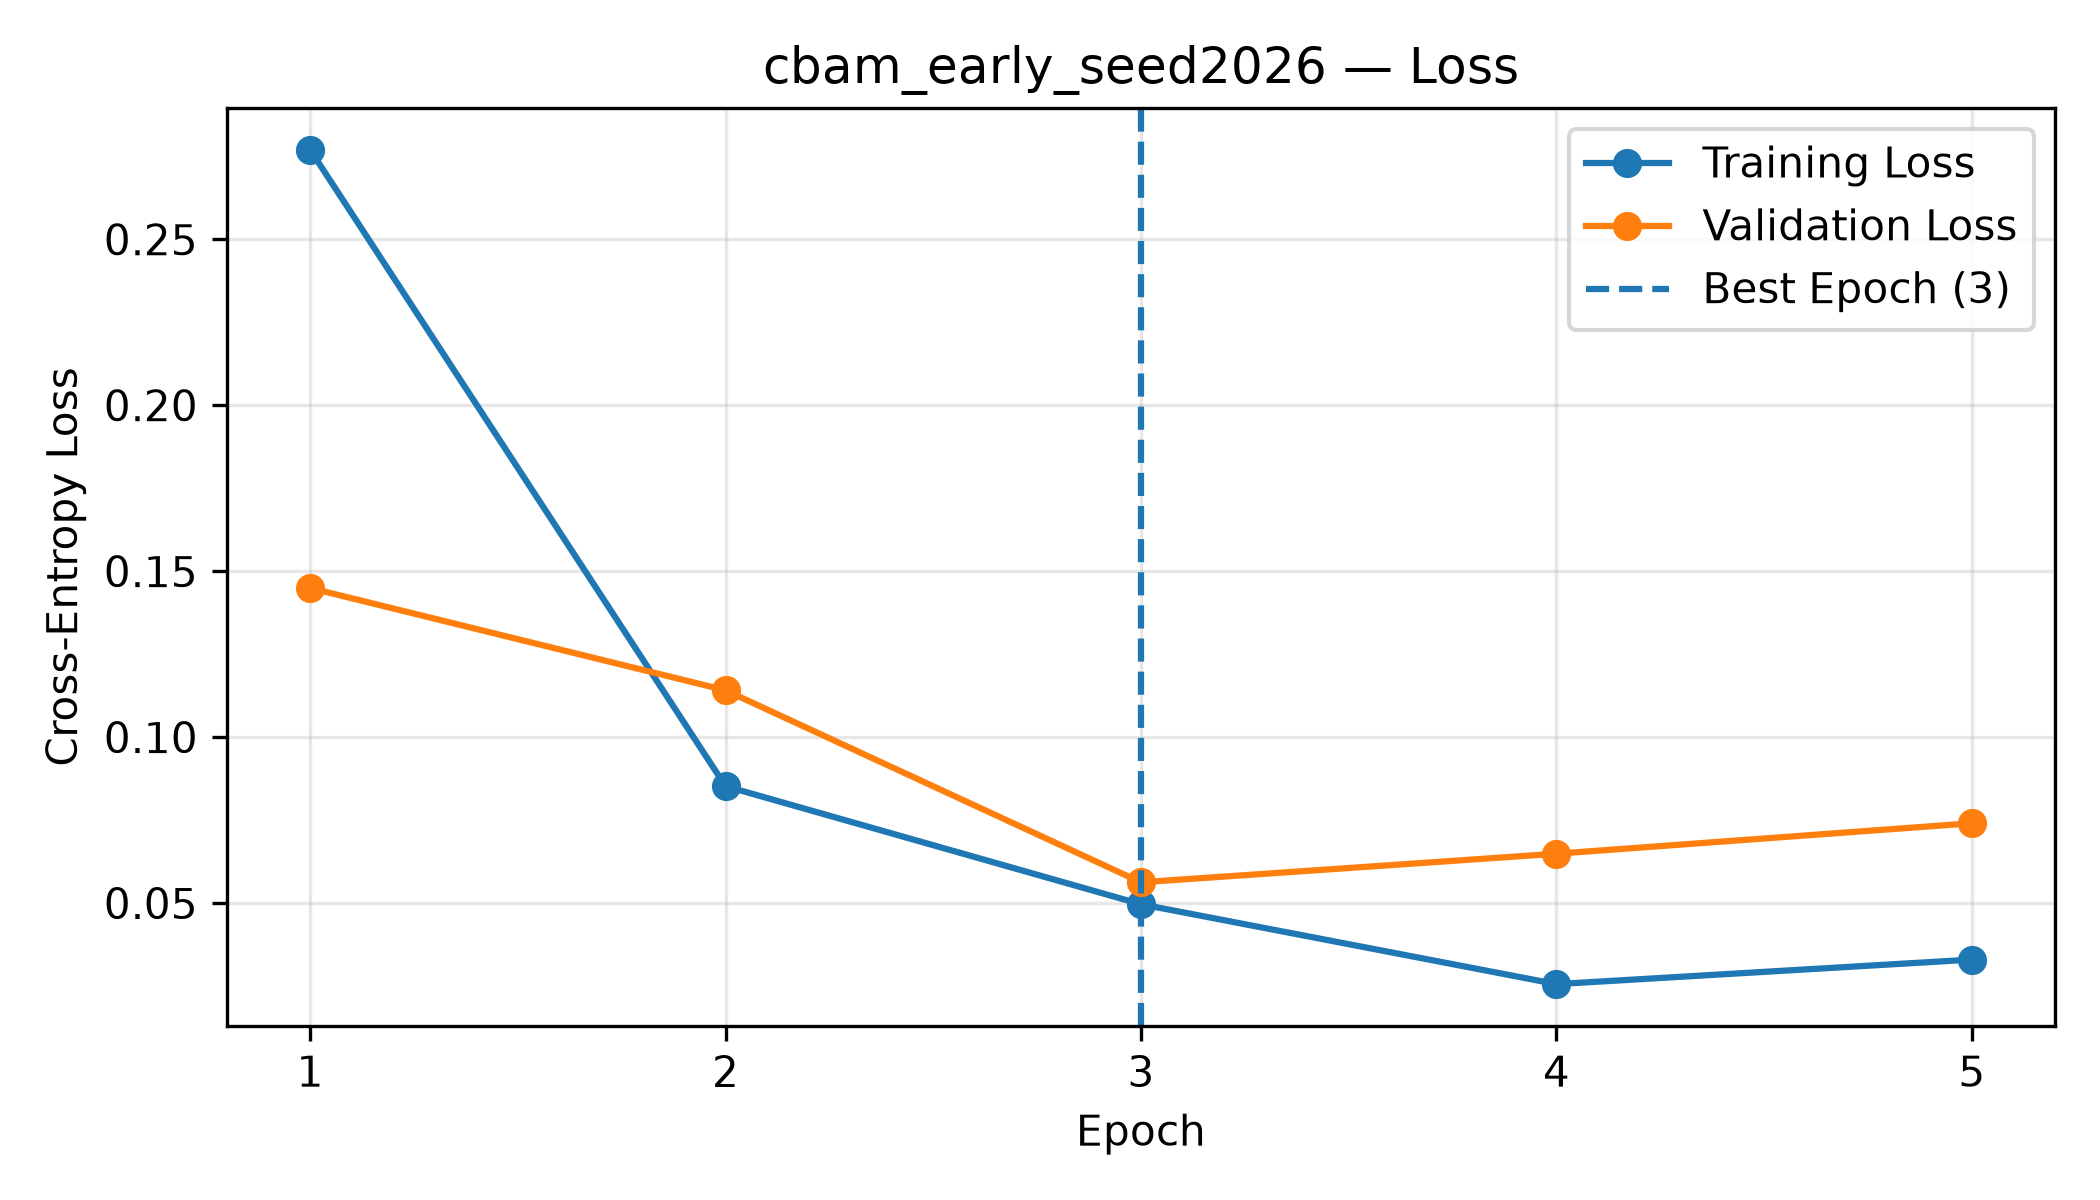 cbam_early_seed2026 — Loss
Training Loss
Validation Loss
Best Epoch (3)
Cross-Entropy Loss
0.25
0.20
0.15
0.10
0.05
1 2 3 4 5
Epoch